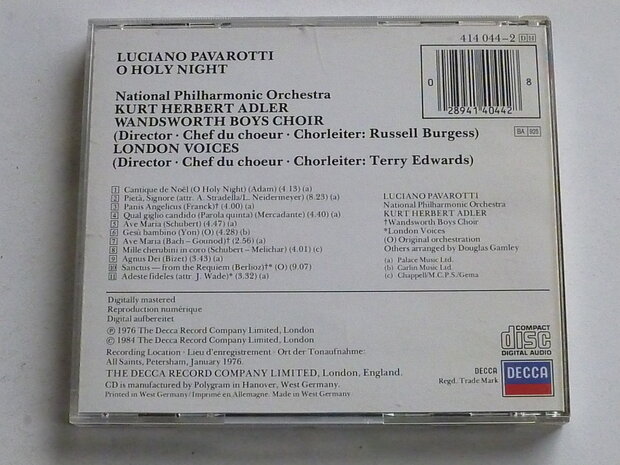 414 044-2 DH
LUCIANO PAVAROTTI
O HOLY NIGHT
0 28941 40442 8
National Philharmonic Orchestra
KURT HERBERT ADLER
WANDSWORTH BOYS CHOIR
BA 925
(Director · Chef du choeur · Chorleiter: Russell Burgess)
LONDON VOICES
(Director · Chef du choeur · Chorleiter: Terry Edwards)
1 Cantique de Noël (O Holy Night) (Adam) (4.13) (a)
2 Pietà, Signore (attr. A. Stradella/L. Neidermeyer) (8.23) (a)
3 Panis Angelicus (Franck)† (4.00) (a)
4 Qual giglio candido (Parola quinta) (Mercadante) (4.40) (a)
5 Ave Maria (Schubert) (4.47) (a)
6 Gesù bambino (Yon) (O) (4.28) (b)
7 Ave Maria (Bach – Gounod)† (2.56) (a)
8 Mille cherubini in coro (Schubert – Melichar) (4.01) (c)
9 Agnus Dei (Bizet) (3.43) (a)
10 Sanctus — from the Requiem (Berlioz)†* (O) (9.07)
11 Adeste fideles (attr. J. Wade)* (3.32) (a)
LUCIANO PAVAROTTI
National Philharmonic Orchestra
KURT HERBERT ADLER
†Wandsworth Boys Choir
*London Voices
(O) Original orchestration
Others arranged by Douglas Gamley
(a) Palace Music Ltd.
(b) Carlin Music Ltd.
(c) Chappell/M.C.P.S./Gema
Digitally mastered
Reproduction numérique
Digital aufbereitet
℗ 1976 The Decca Record Company Limited, London
© 1984 The Decca Record Company Limited, London
Recording Location · Lieu d'enregistrement · Ort der Tonaufnahme:
All Saints, Petersham, January 1976.
THE DECCA RECORD COMPANY LIMITED, London, England.
CD is manufactured by Polygram in Hanover, West Germany.
Printed in West Germany / Imprimé en Allemagne. Made in West Germany
COMPACT
disc
DIGITAL AUDIO
DECCA
Regd. Trade Mark
DECCA